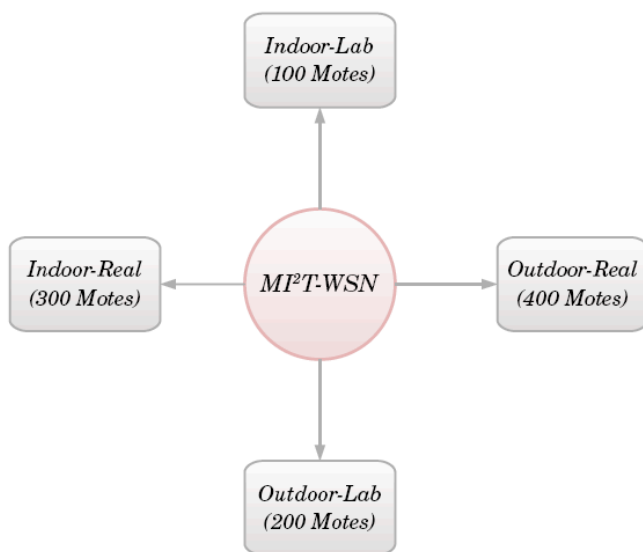 Indoor-Lab
(100 Motes)
Indoor-Real
(300 Motes)
MI²T-WSN
Outdoor-Real
(400 Motes)
Outdoor-Lab
(200 Motes)